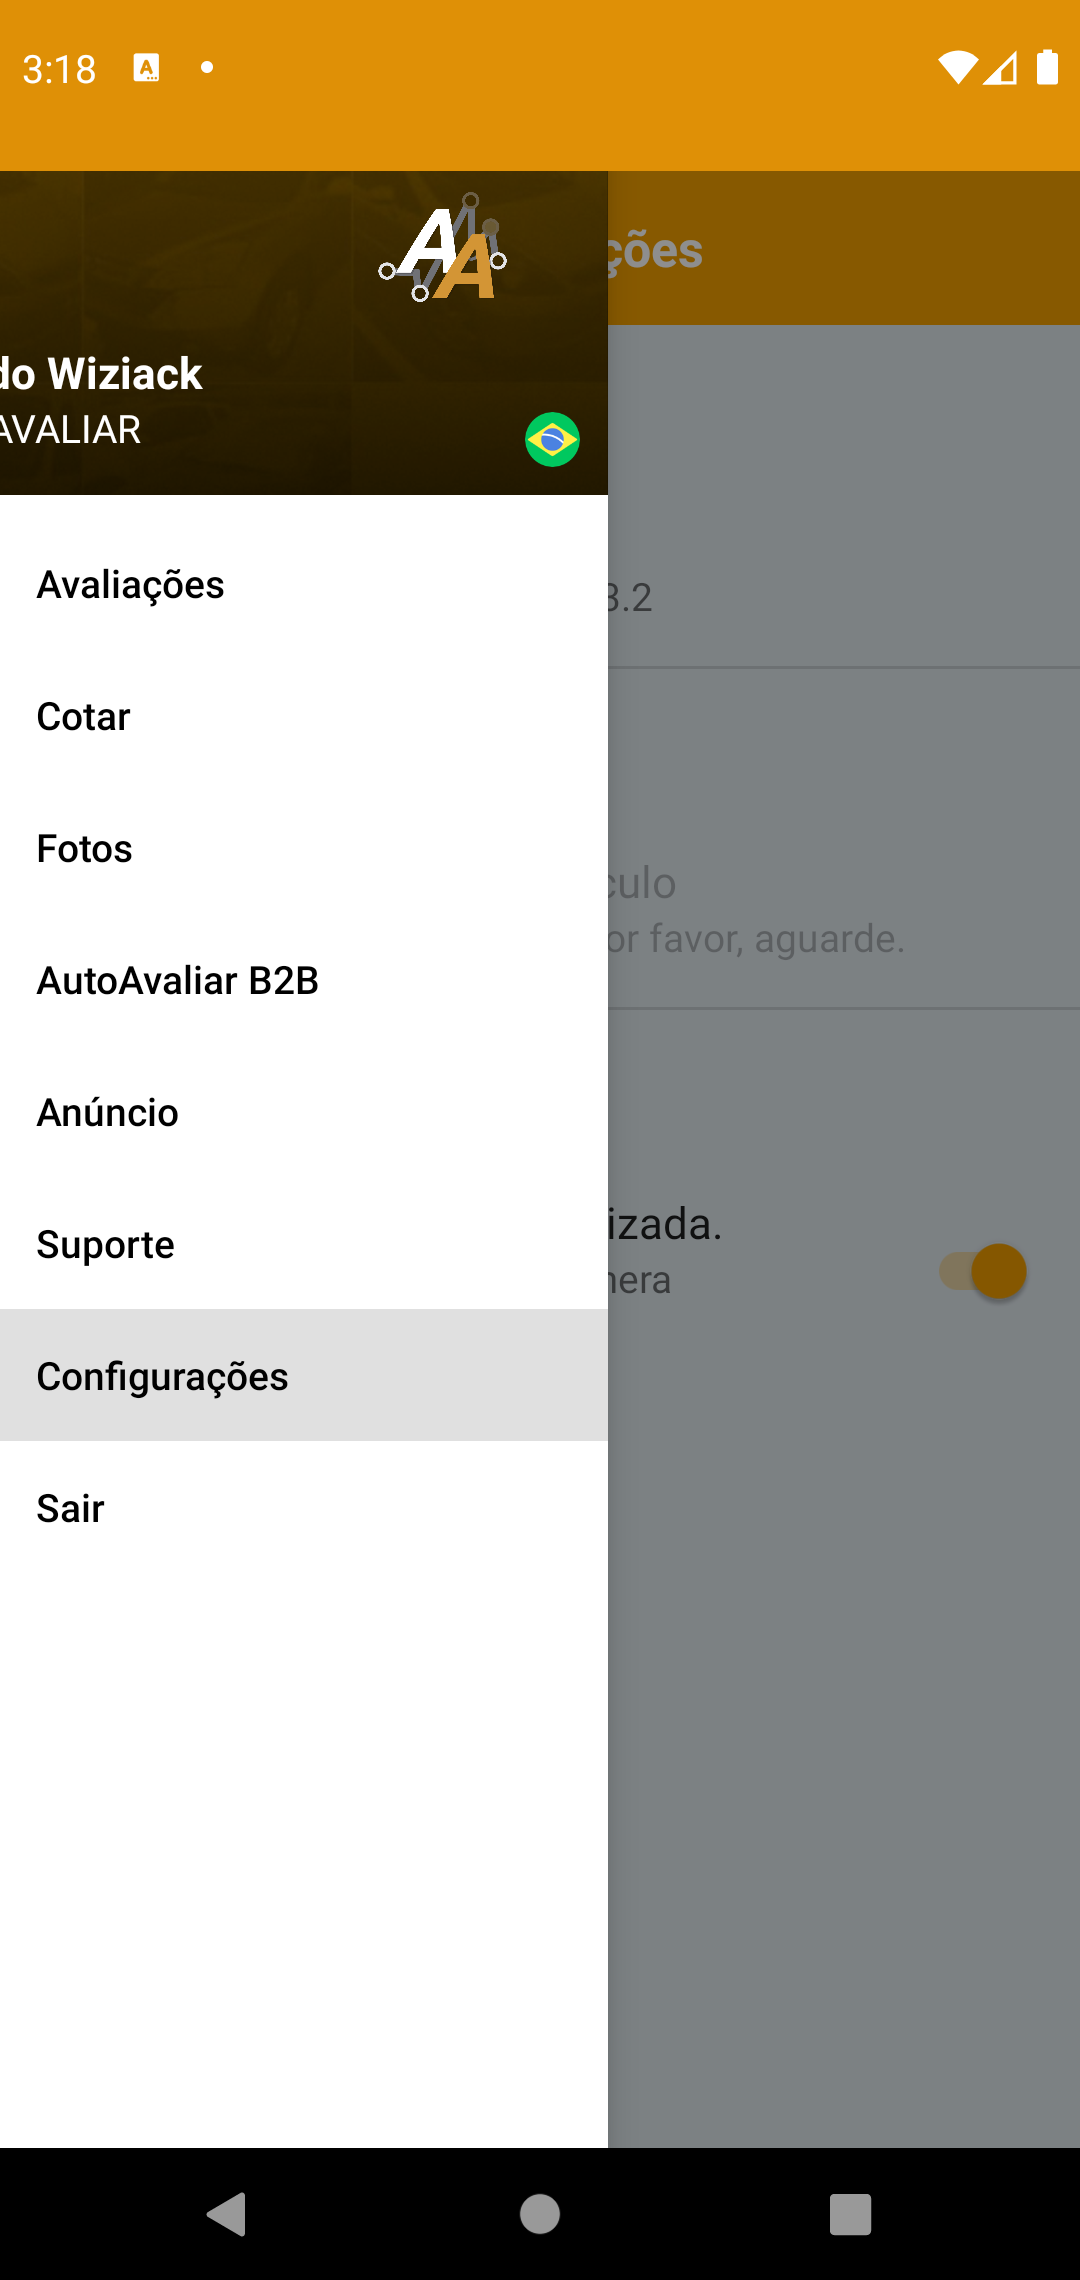 3:18
ções
do Wiziack
AVALIAR
Avaliações
3.2
Cotar
Fotos
culo
or favor, aguarde.
AutoAvaliar B2B
Anúncio
izada.
Suporte
nera
Configurações
Sair